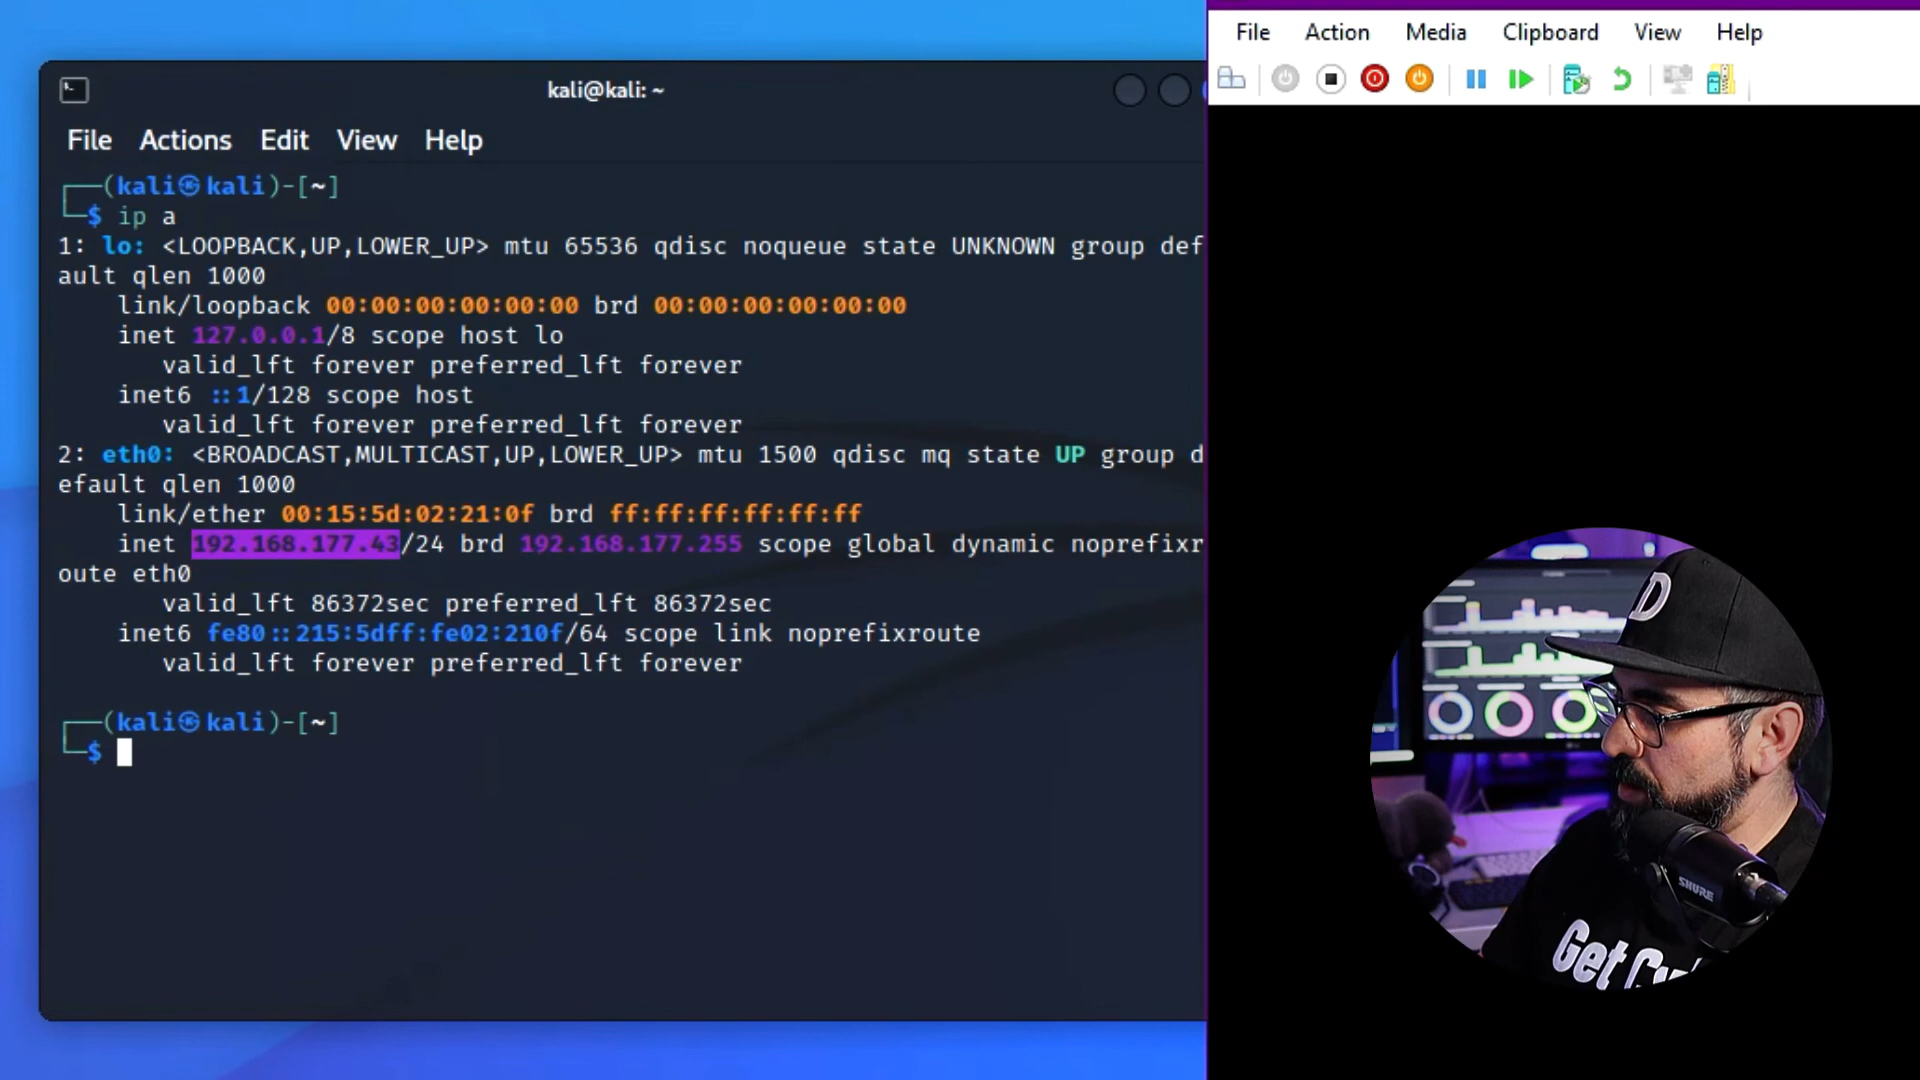 kali@kali: ~
File Actions Edit View Help
┌──(kali㉿kali)-[~]
└─$ ip a
1: lo: <LOOPBACK,UP,LOWER_UP> mtu 65536 qdisc noqueue state UNKNOWN group def
ault qlen 1000
link/loopback 00:00:00:00:00:00 brd 00:00:00:00:00:00
inet 127.0.0.1/8 scope host lo
valid_lft forever preferred_lft forever
inet6 ::1/128 scope host
valid_lft forever preferred_lft forever
2: eth0: <BROADCAST,MULTICAST,UP,LOWER_UP> mtu 1500 qdisc mq state UP group d
efault qlen 1000
link/ether 00:15:5d:02:21:0f brd ff:ff:ff:ff:ff:ff
inet 192.168.177.43/24 brd 192.168.177.255 scope global dynamic noprefixr
oute eth0
valid_lft 86372sec preferred_lft 86372sec
inet6 fe80::215:5dff:fe02:210f/64 scope link noprefixroute
valid_lft forever preferred_lft forever
┌──(kali㉿kali)-[~]
└─$
File Action Media Clipboard View Help
D
SHURE
Get